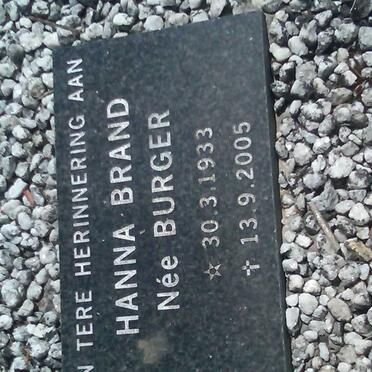 N TERE HERINNERING AAN
HANNA BRAND
Née BURGER
☆ 30.3.1933
✝ 13.9.2005